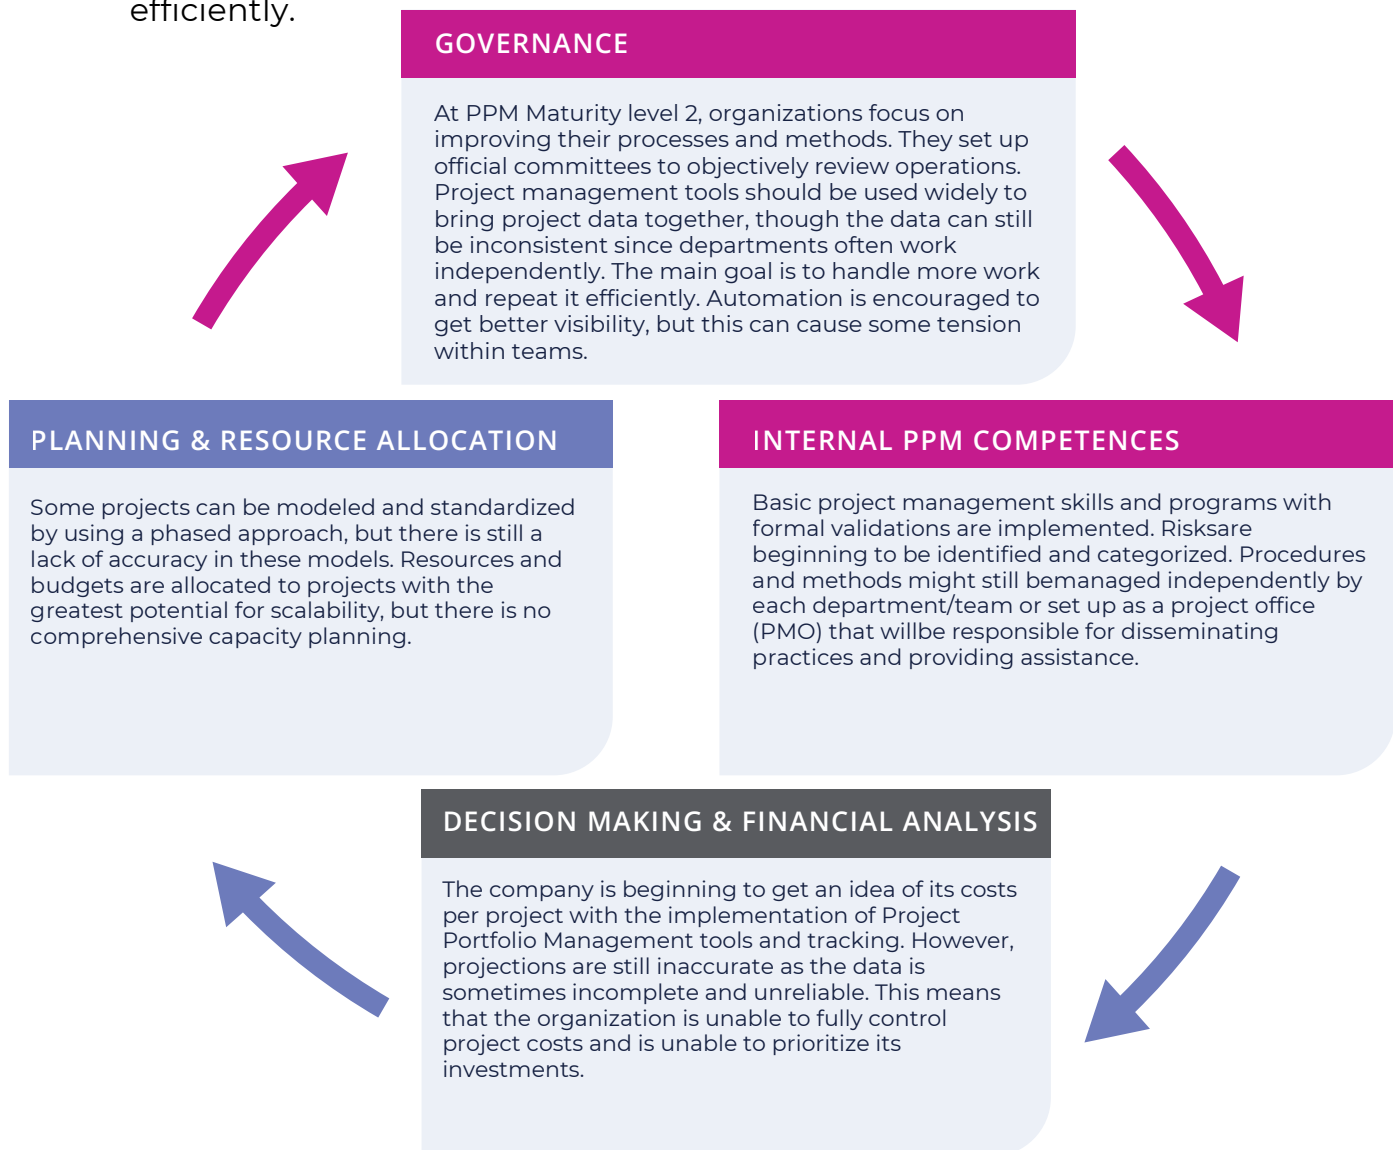 efficiently.
GOVERNANCE
At PPM Maturity level 2, organizations focus on
improving their processes and methods. They set up
official committees to objectively review operations.
Project management tools should be used widely to
bring project data together, though the data can still
be inconsistent since departments often work
independently. The main goal is to handle more work
and repeat it efficiently. Automation is encouraged to
get better visibility, but this can cause some tension
within teams.
PLANNING & RESOURCE ALLOCATION
Some projects can be modeled and standardized
by using a phased approach, but there is still a
lack of accuracy in these models. Resources and
budgets are allocated to projects with the
greatest potential for scalability, but there is no
comprehensive capacity planning.
INTERNAL PPM COMPETENCES
Basic project management skills and programs with
formal validations are implemented. Risksare
beginning to be identified and categorized. Procedures
and methods might still bemanaged independently by
each department/team or set up as a project office
(PMO) that willbe responsible for disseminating
practices and providing assistance.
DECISION MAKING & FINANCIAL ANALYSIS
The company is beginning to get an idea of its costs
per project with the implementation of Project
Portfolio Management tools and tracking. However,
projections are still inaccurate as the data is
sometimes incomplete and unreliable. This means
that the organization is unable to fully control
project costs and is unable to prioritize its
investments.